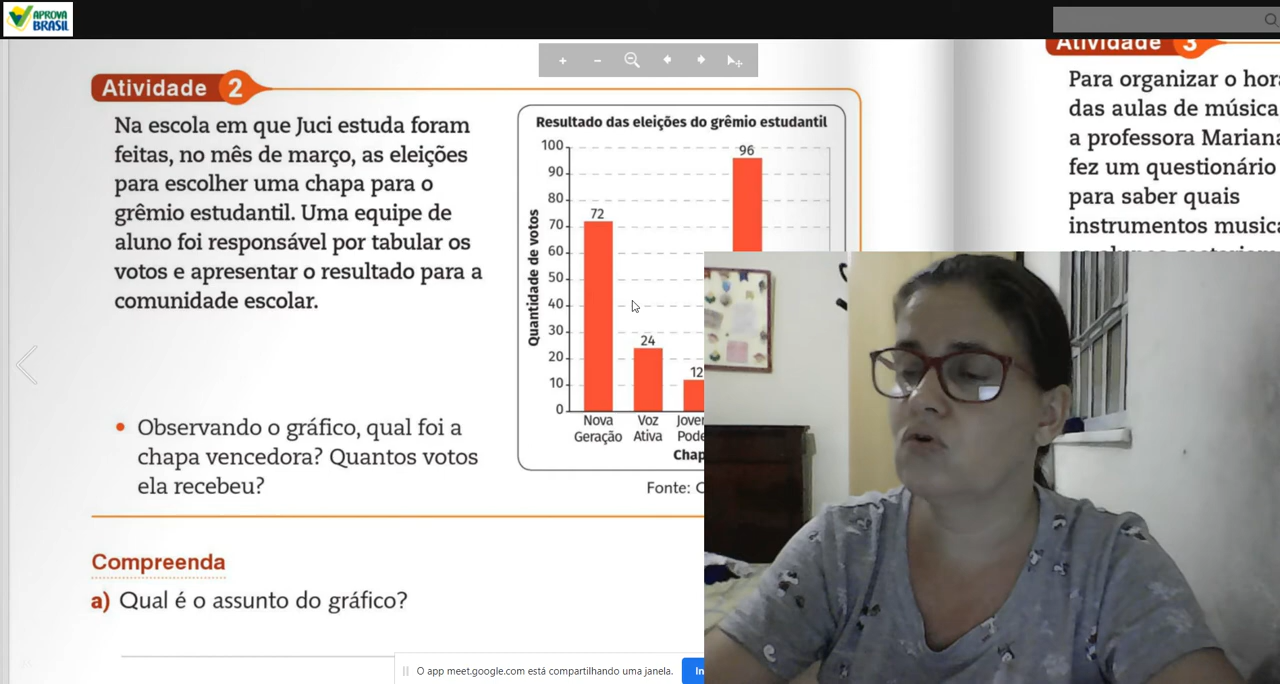 APROVA
BRASIL
Atividade 2
Na escola em que Juci estuda foram
feitas, no mês de março, as eleições
para escolher uma chapa para o
grêmio estudantil. Uma equipe de
aluno foi responsável por tabular os
votos e apresentar o resultado para a
comunidade escolar.
• Observando o gráfico, qual foi a
chapa vencedora? Quantos votos
ela recebeu?
Resultado das eleições do grêmio estudantil
Quantidade de votos
100
90
80
70
60
50
40
30
20
10
0
72
24
12
96
Nova
Geração
Voz
Ativa
Fonte:
Compreenda
a) Qual é o assunto do gráfico?
Atividade 3
Para organizar o
das aulas de música
a professora Mariana
fez um questionário
para saber quais
instrumentos
O app meet.google.com está compartilhando uma janela.